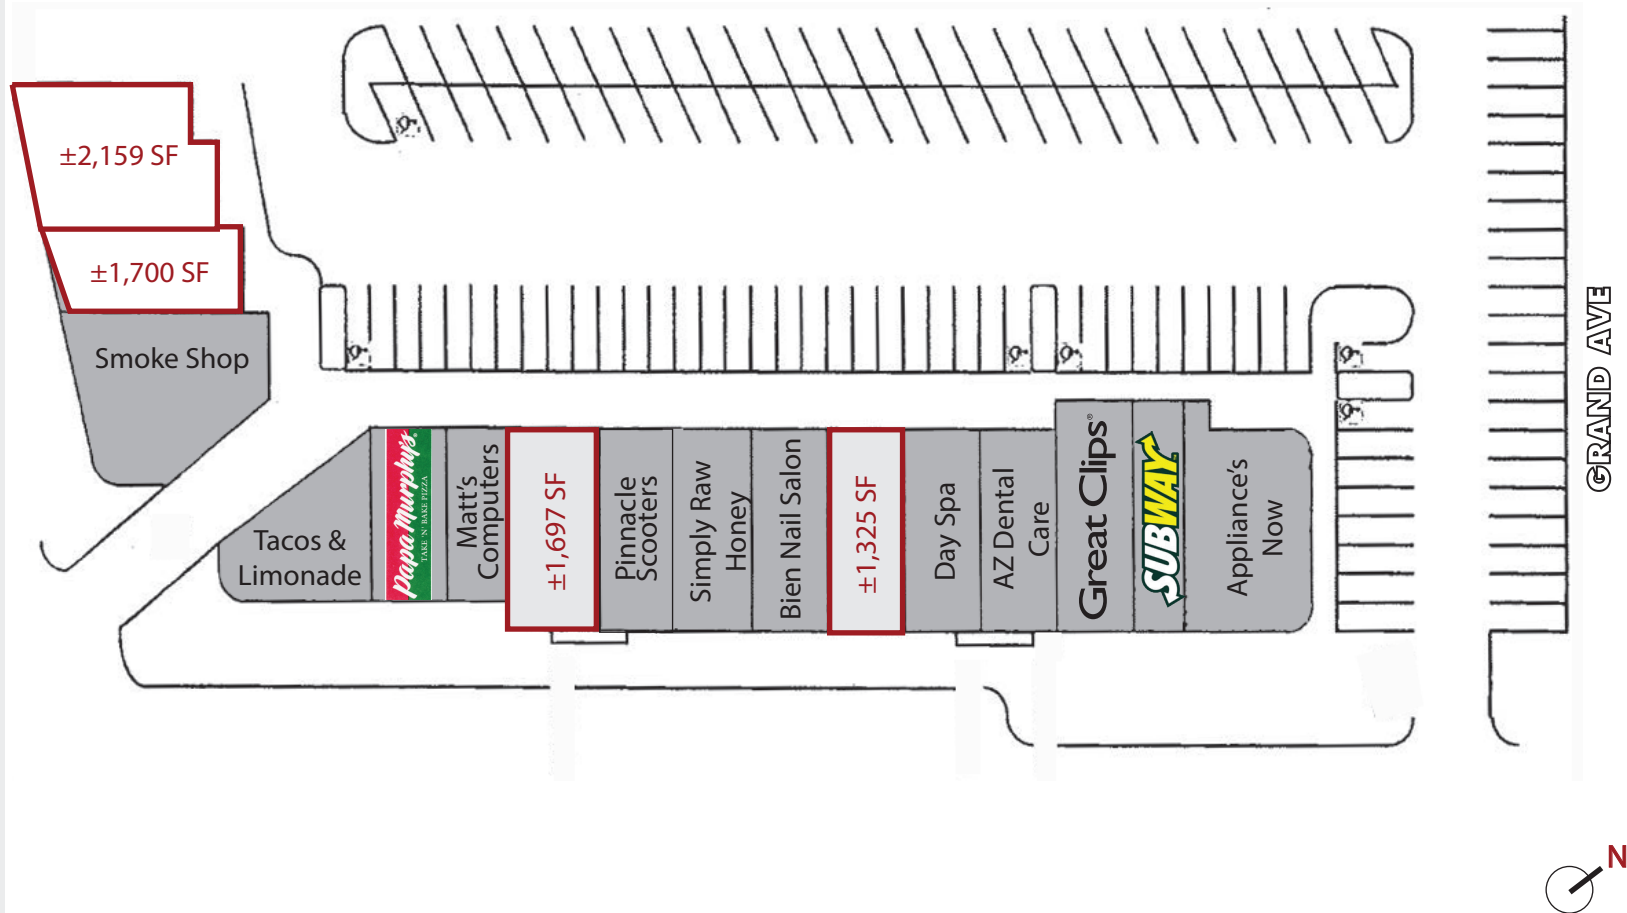 ±2,159 SF
±1,700 SF
Smoke Shop
Tacos &
Limonade
Papa Murphy's
TAKE 'N' BAKE PIZZA
Matt's
Computers
±1,697 SF
Pinnacle
Scooters
Simply Raw
Honey
Bien Nail Salon
±1,325 SF
Day Spa
AZ Dental
Care
Great Clips®
SUBWAY
Appliance's
Now
GRAND AVE
N